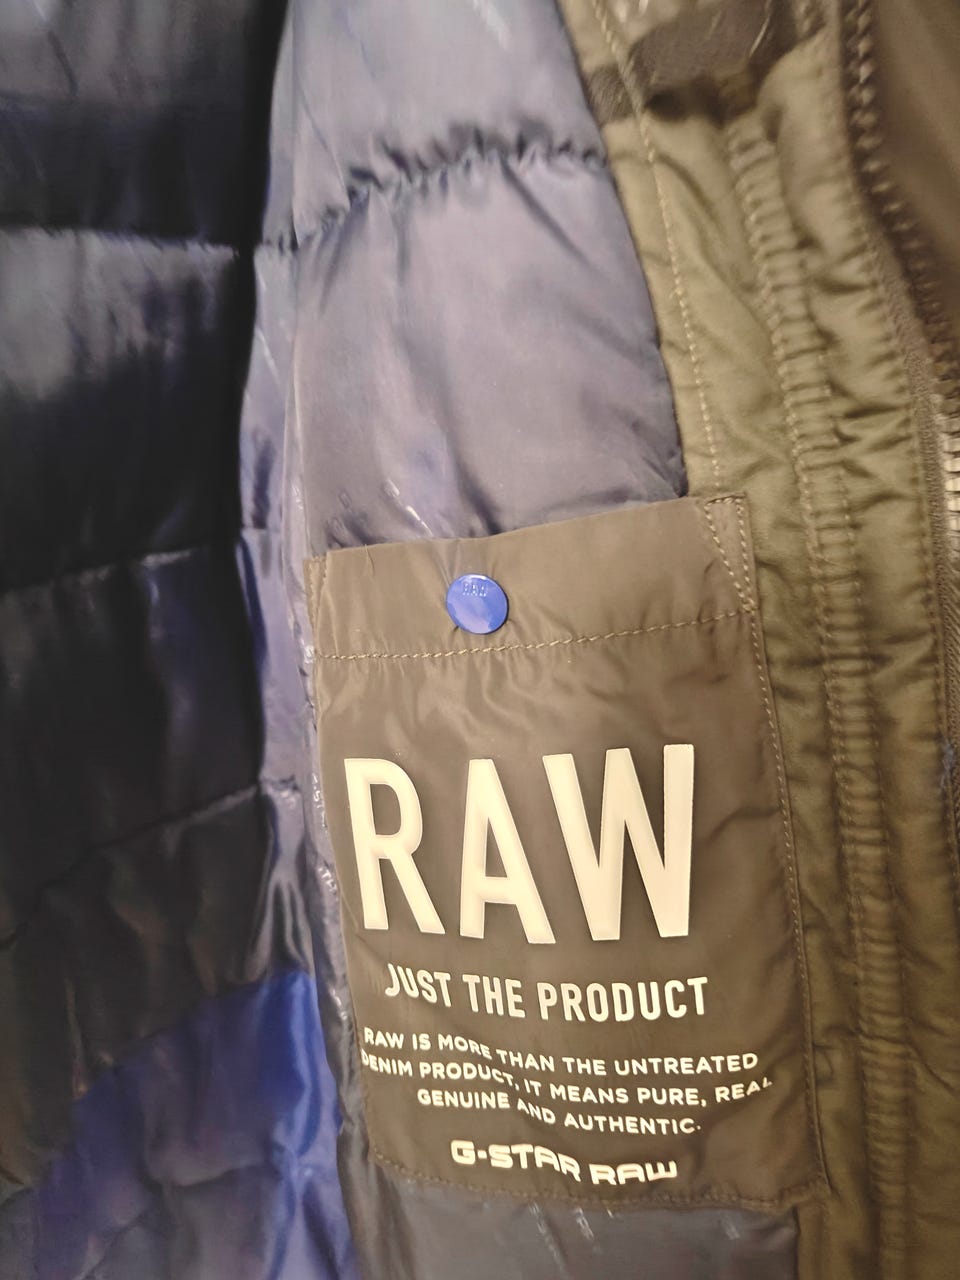 RAW
RAW
JUST THE PRODUCT
RAW IS MORE THAN THE UNTREATED
DENIM PRODUCT, IT MEANS PURE, REAL
GENUINE AND AUTHENTIC.
G-STAR RAW